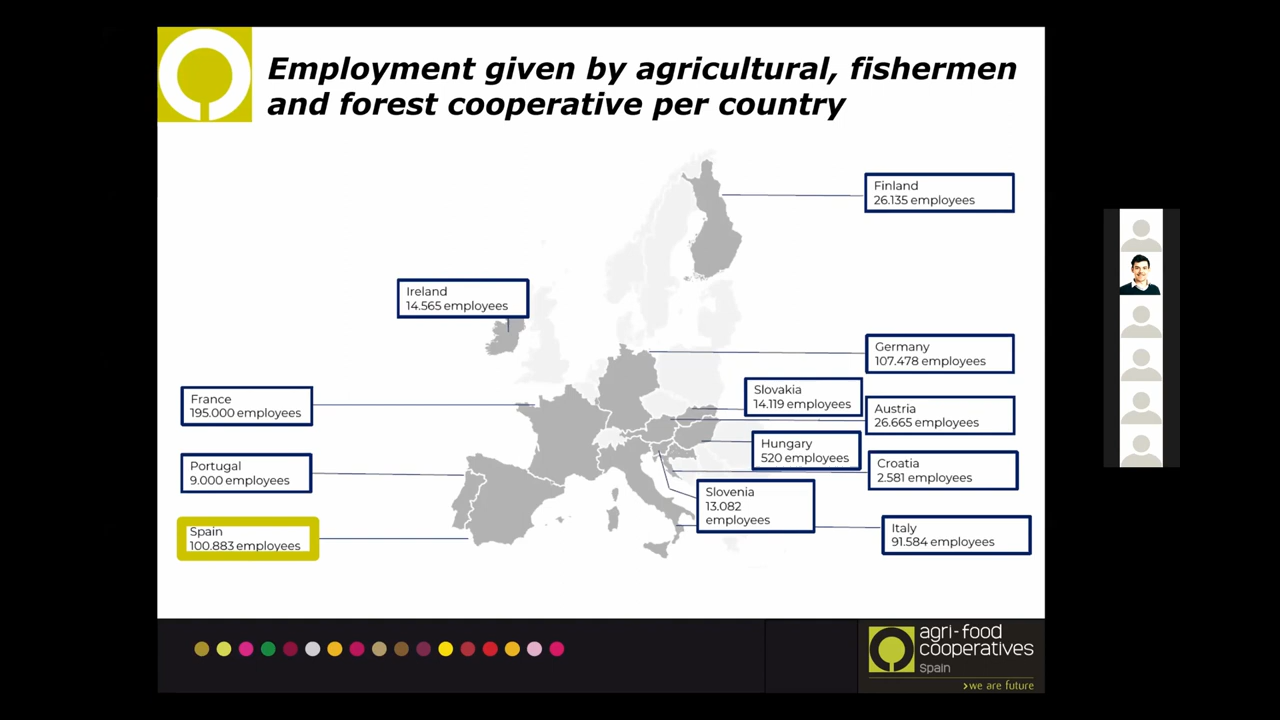 Employment given by agricultural, fishermen
and forest cooperative per country
Finland
26.135 employees
Ireland
14.565 employees
Germany
107.478 employees
Slovakia
14.119 employees
France
195.000 employees
Austria
26.665 employees
Hungary
520 employees
Portugal
9.000 employees
Croatia
2.581 employees
Slovenia
13.082
employees
Spain
100.883 employees
Italy
91.584 employees
agri-food
cooperatives
Spain
>we are future